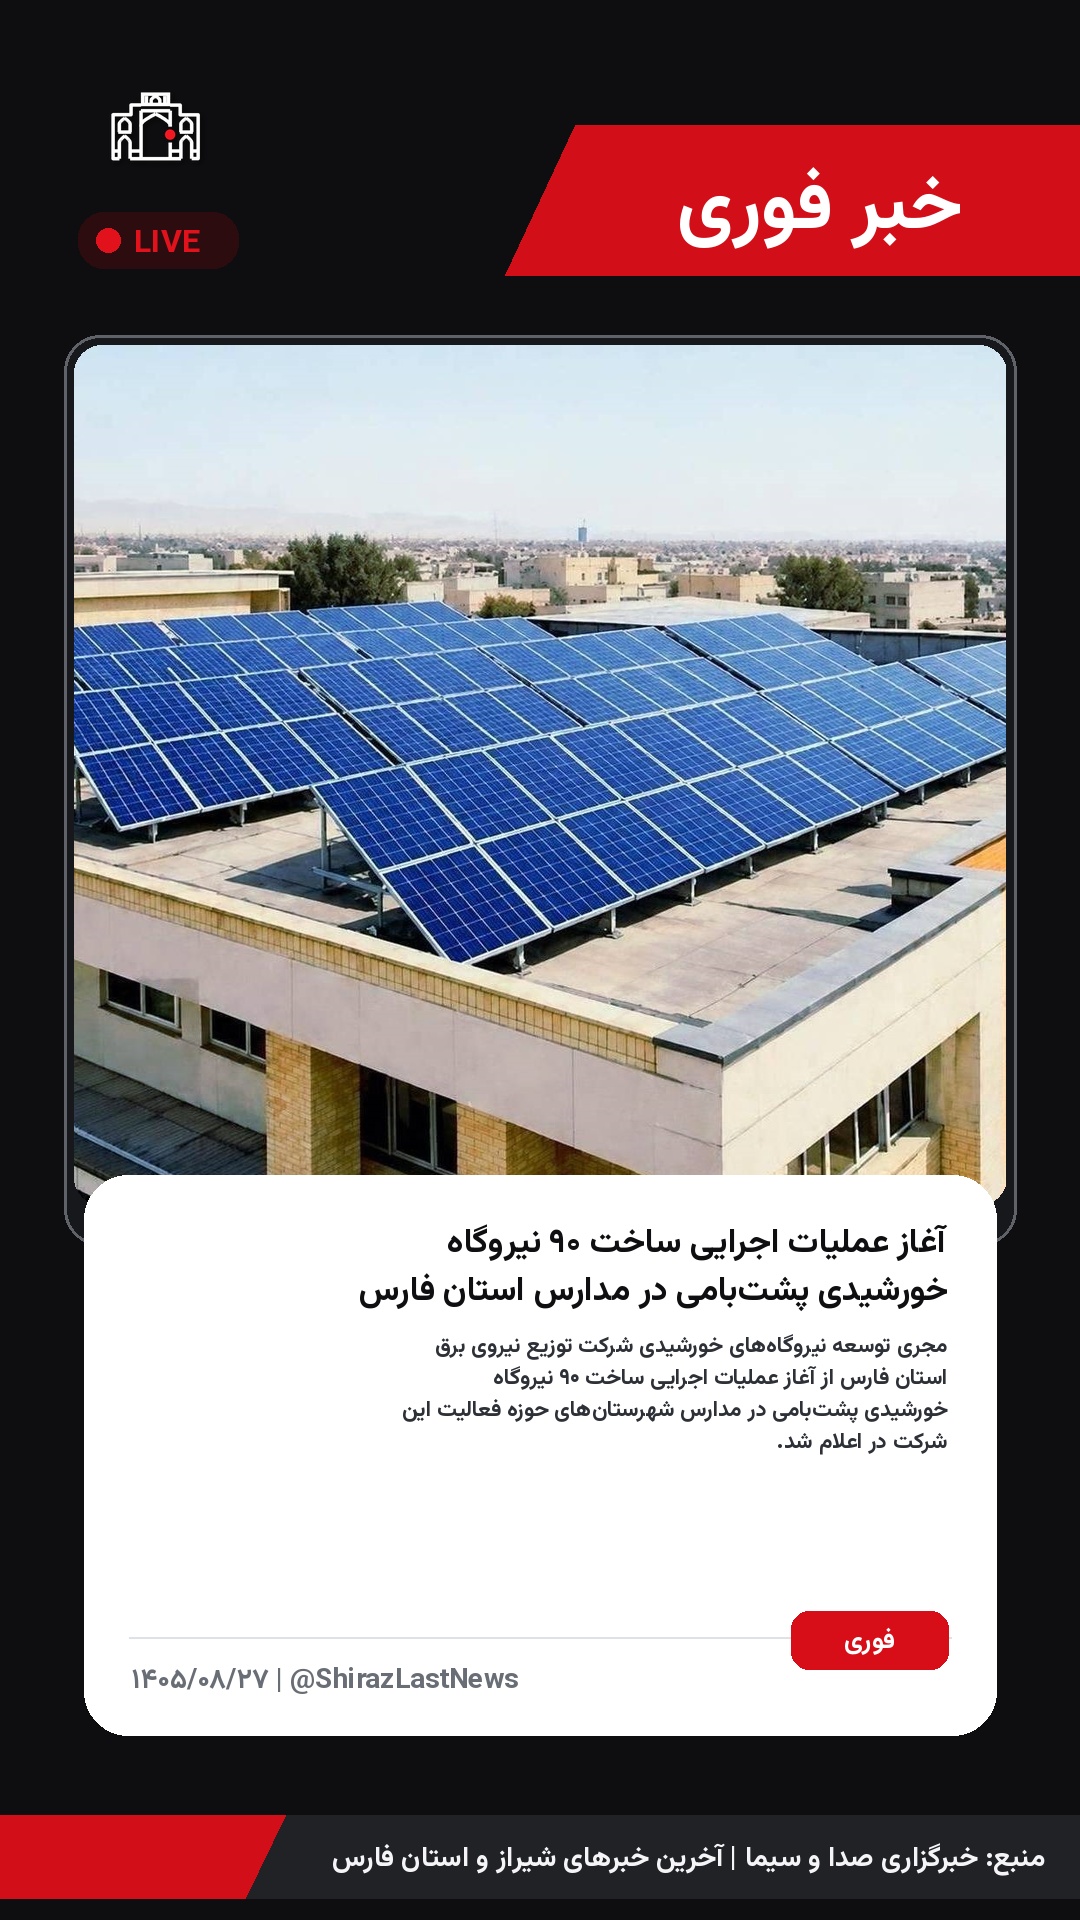 خبر فوری
LIVE
آغاز عملیات اجرایی ساخت ۹۰ نیروگاه
خورشیدی پشت‌بامی در مدارس استان فارس
مجری توسعه نیروگاه‌های خورشیدی شرکت توزیع نیروی برق
استان فارس از آغاز عملیات اجرایی ساخت ۹۰ نیروگاه
خورشیدی پشت‌بامی در مدارس شهرستان‌های حوزه فعالیت این
شرکت در اعلام شد.
فوری
۱۴۰۵/۰۸/۲۷ | @ShirazLastNews
منبع: خبرگزاری صدا و سیما | آخرین خبرهای شیراز و استان فارس